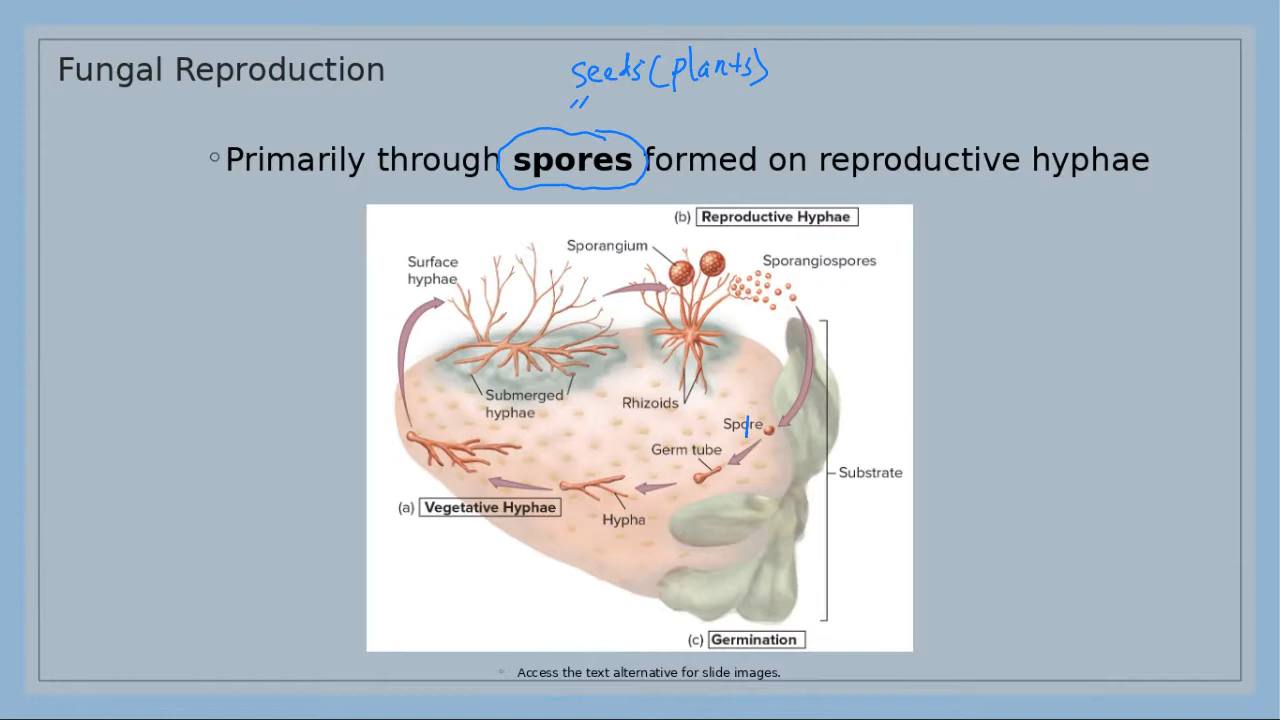 Fungal Reproduction
seeds (plants)
"
Primarily through spores formed on reproductive hyphae
(b) Reproductive Hyphae
Sporangium
Sporangiospores
Surface
hyphae
Submerged
hyphae
Rhizoids
Spore
Germ tube
Substrate
(a) Vegetative Hyphae
Hypha
(c) Germination
Access the text alternative for slide images.